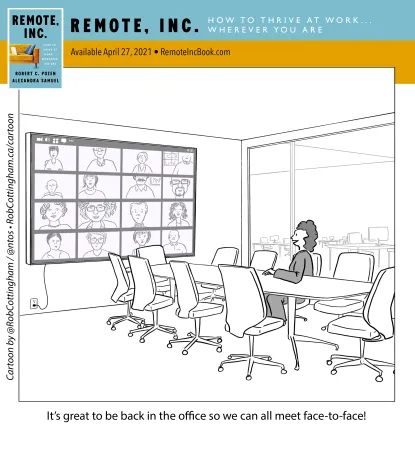 REMOTE,
INC.
ROBERT C. POZEN
ALEXANDRA SAMUEL
REMOTE, INC.
HOW TO THRIVE AT WORK...
WHEREVER YOU ARE
Available April 27, 2021 • RemoteIncBook.com
Cartoon by @RobCottingham / @ntos • RobCottingham.ca/cartoon
It's great to be back in the office so we can all meet face-to-face!